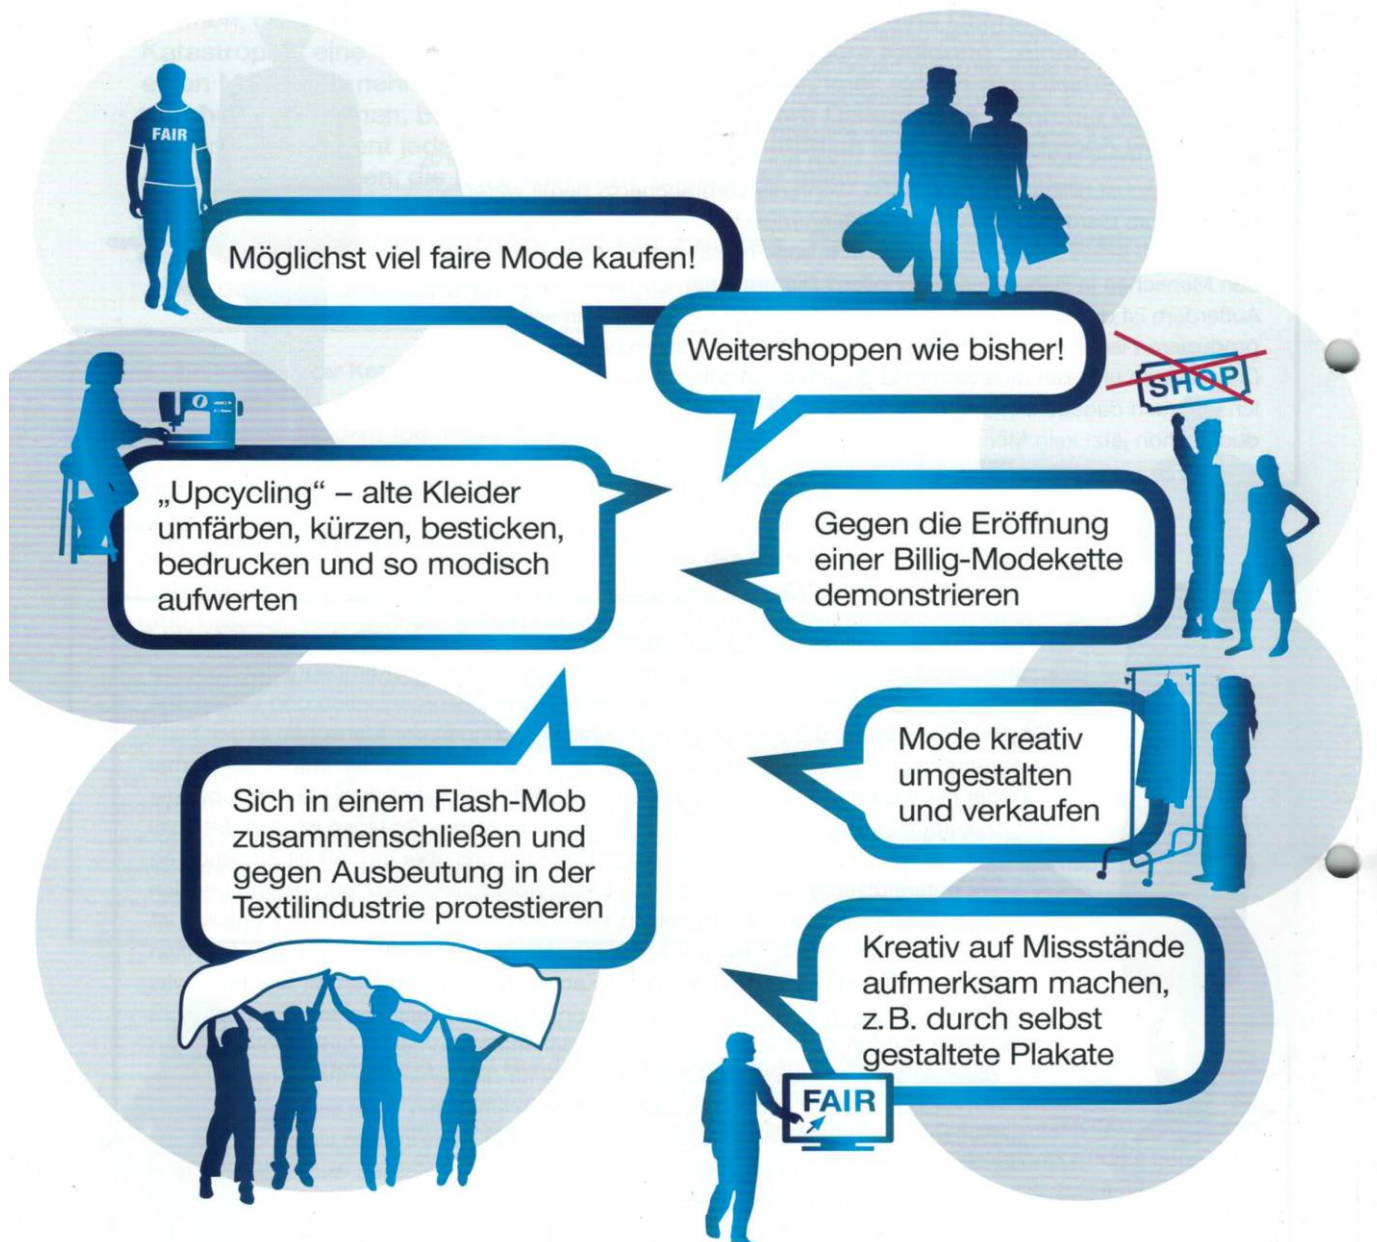 FAIR
Möglichst viel faire Mode kaufen!
Weitershoppen wie bisher!
SHOP
„Upcycling“ – alte Kleider
umfärben, kürzen, besticken,
bedrucken und so modisch
aufwerten
Gegen die Eröffnung
einer Billig-Modekette
demonstrieren
Mode kreativ
umgestalten
und verkaufen
Sich in einem Flash-Mob
zusammenschließen und
gegen Ausbeutung in der
Textilindustrie protestieren
Kreativ auf Missstände
aufmerksam machen,
z. B. durch selbst
gestaltete Plakate
FAIR